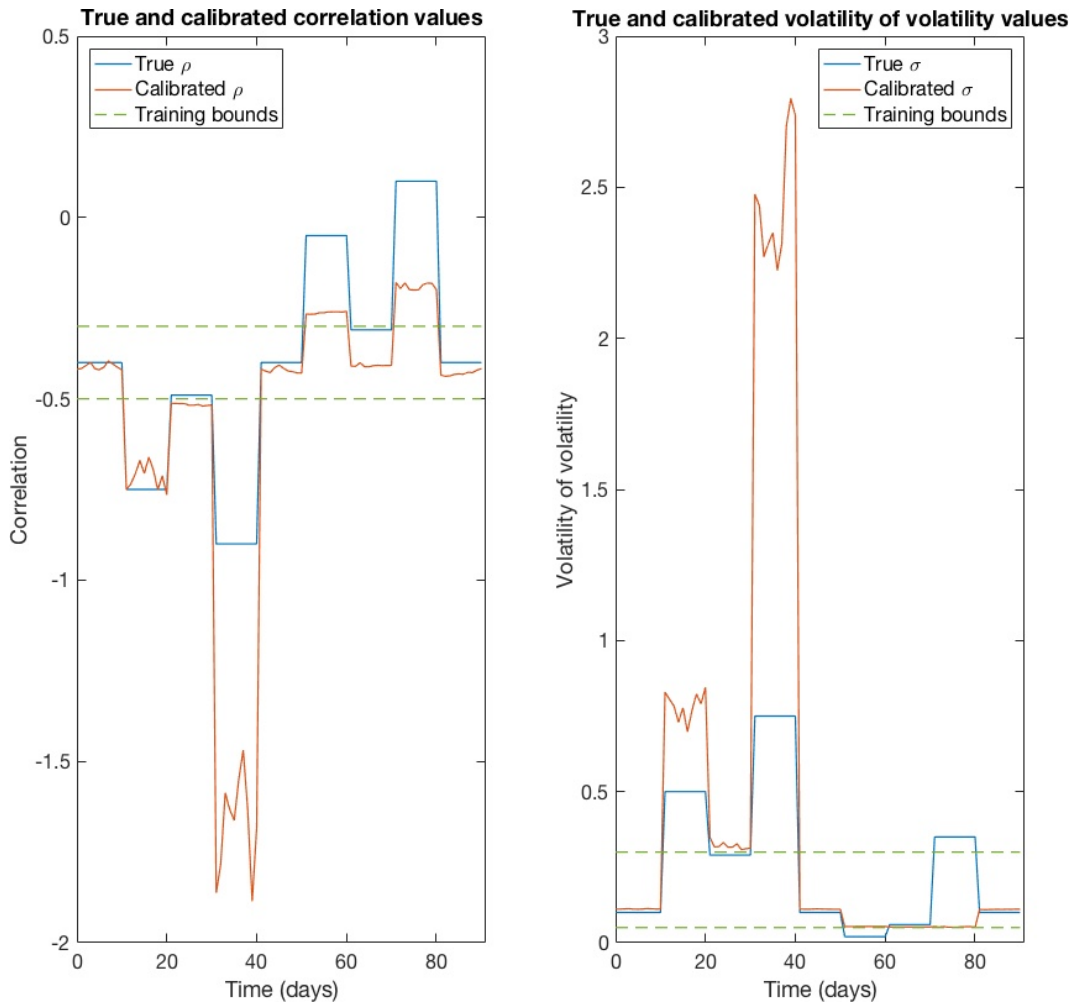 True and calibrated correlation values
True ρ
Calibrated ρ
Training bounds
0.5
0
-0.5
-1
-1.5
-2
Correlation
0 20 40 60 80
Time (days)
True and calibrated volatility of volatility values
True σ
Calibrated σ
Training bounds
3
2.5
2
1.5
1
0.5
0
Volatility of volatility
0 20 40 60 80
Time (days)